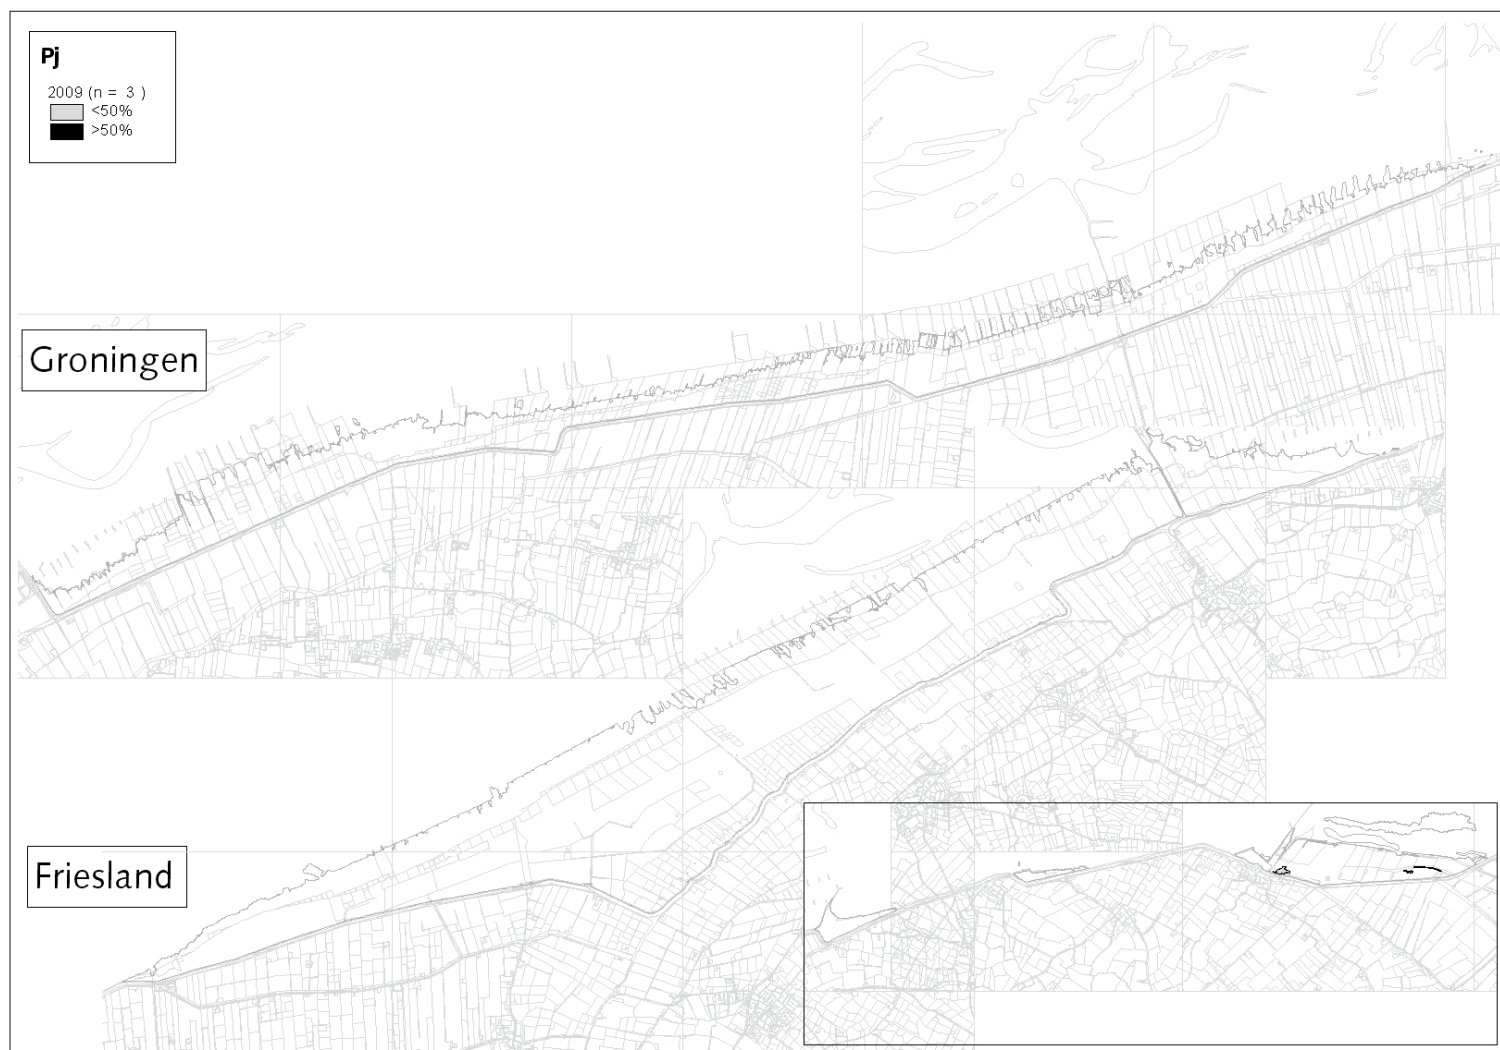 Pj
2009 (n = 3 )
<50%
>50%
Groningen
Friesland